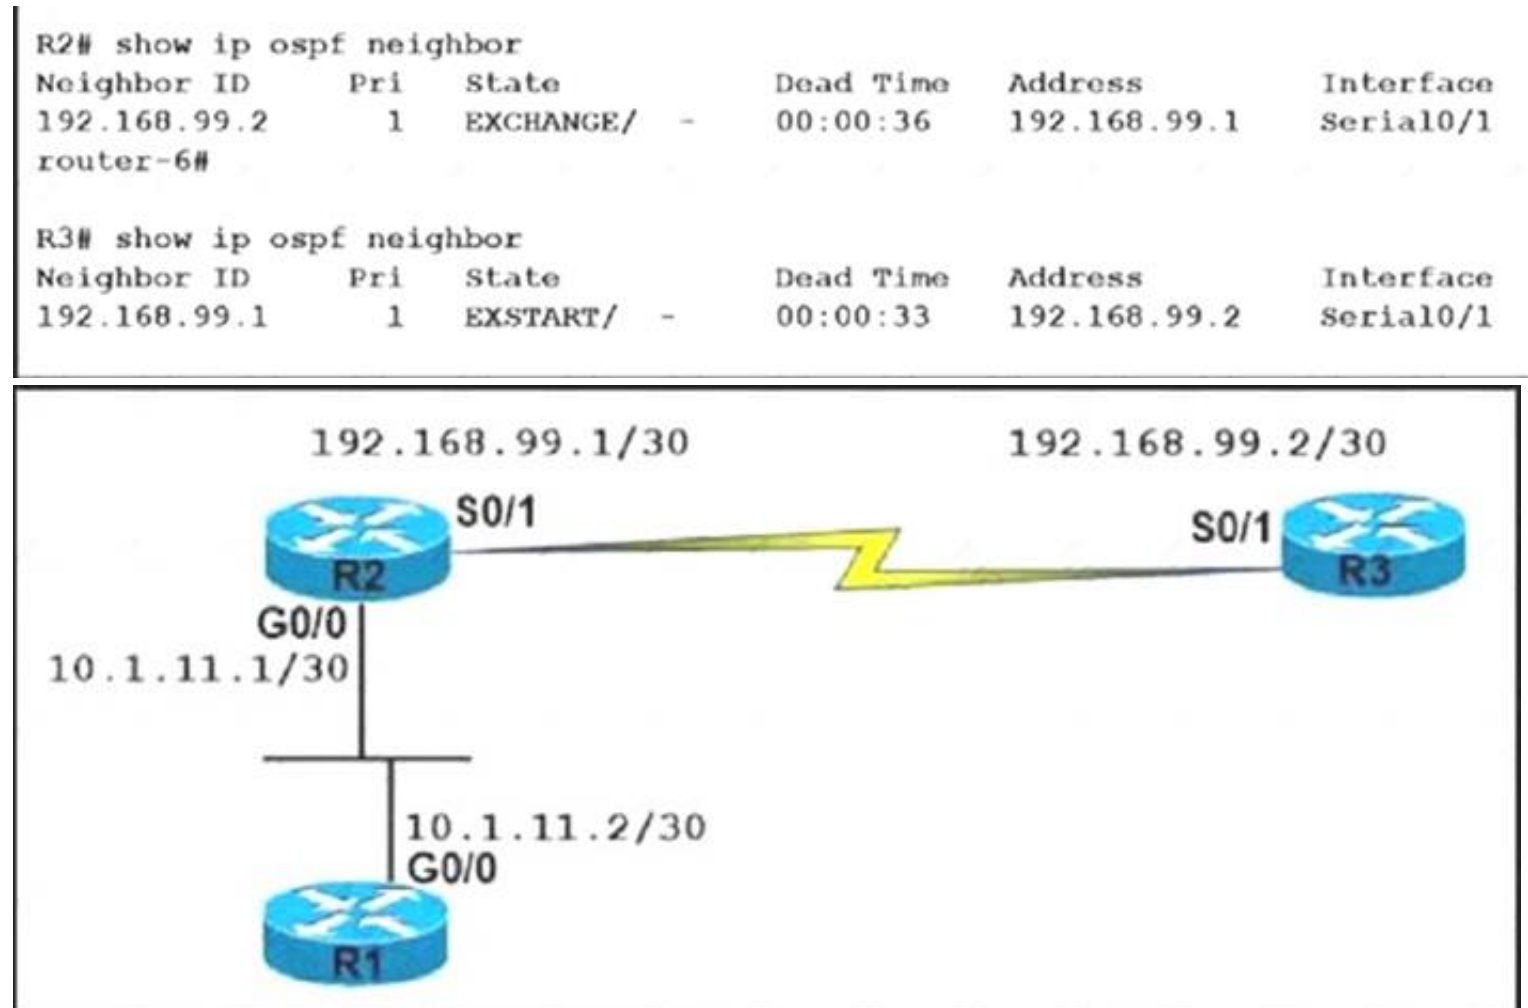 R2# show ip ospf neighbor
Neighbor ID Pri State Dead Time Address Interface
192.168.99.2 1 EXCHANGE/ - 00:00:36 192.168.99.1 Serial0/1
router-6#
R3# show ip ospf neighbor
Neighbor ID Pri State Dead Time Address Interface
192.168.99.1 1 EXSTART/ - 00:00:33 192.168.99.2 Serial0/1
192.168.99.1/30 192.168.99.2/30
S0/1 S0/1
R2 R3
G0/0
10.1.11.1/30
10.1.11.2/30
G0/0
R1